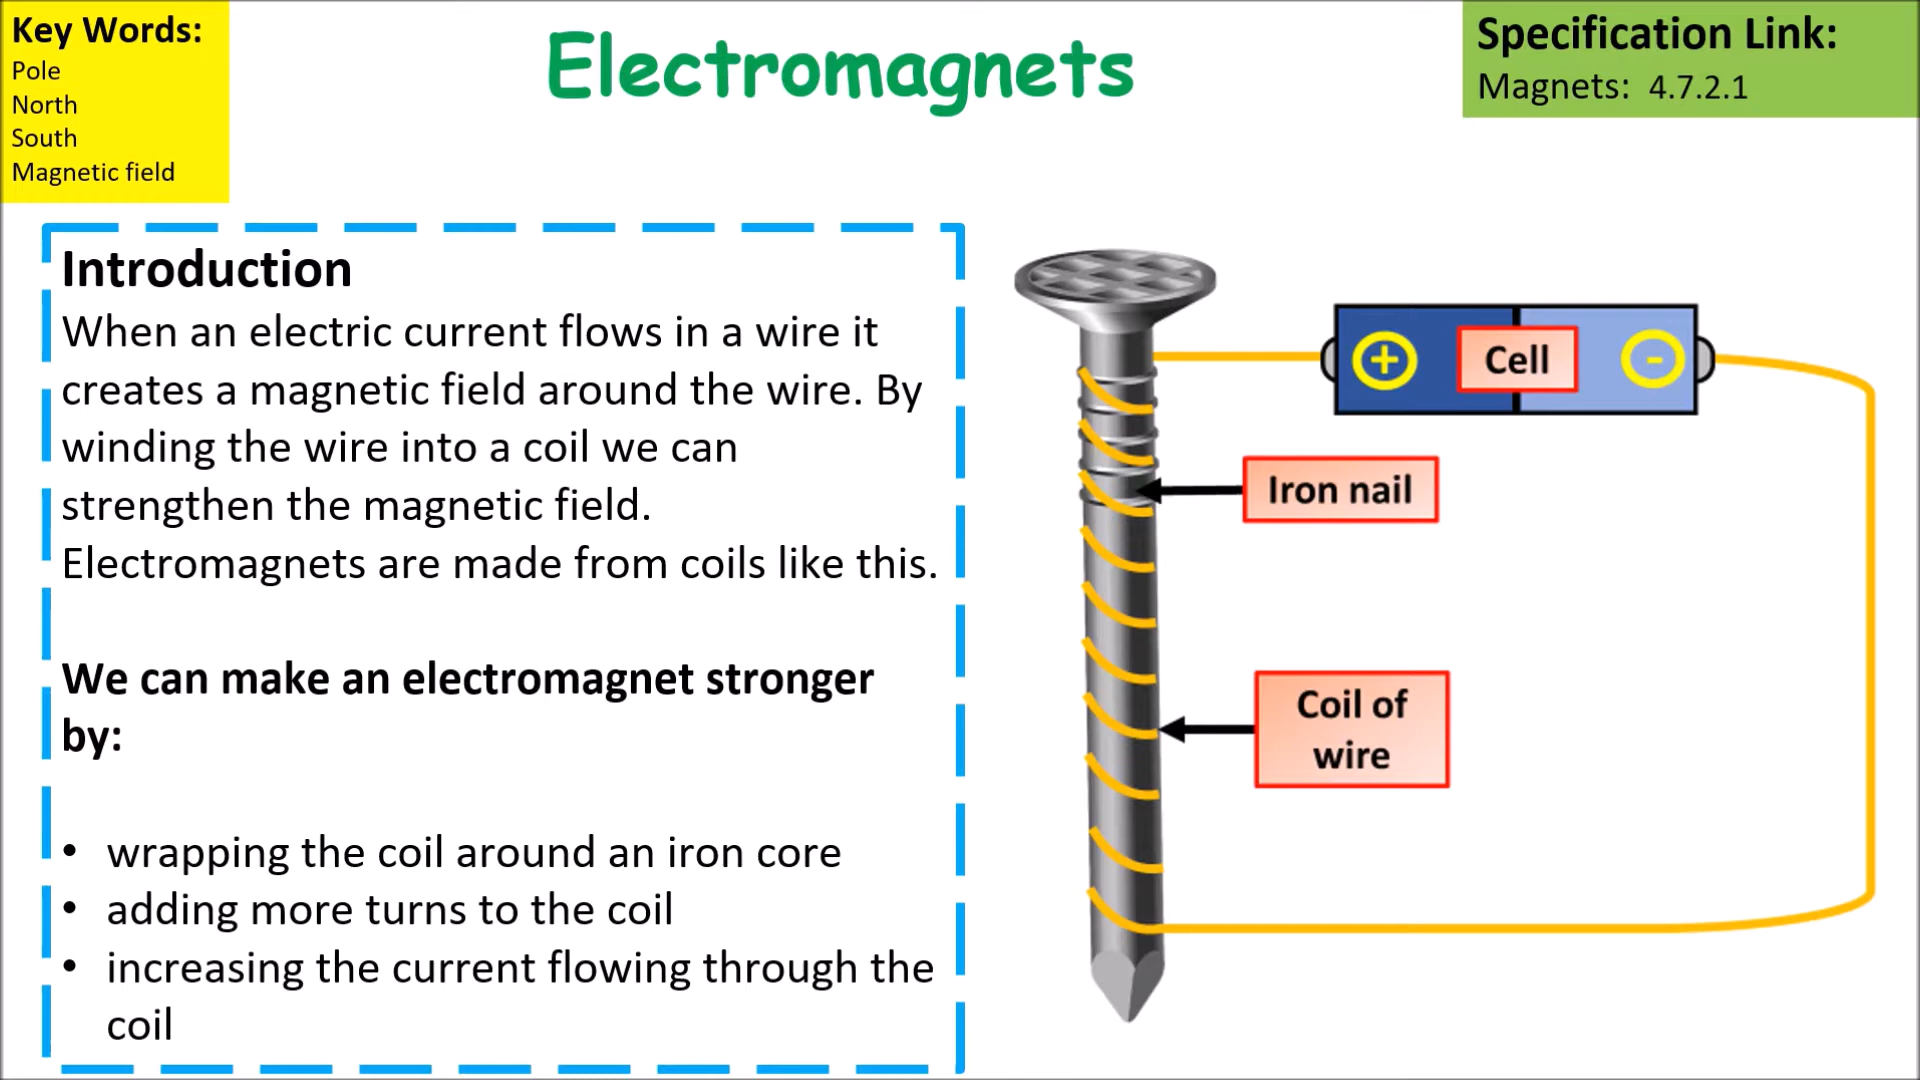 Key Words:
Pole
North
South
Magnetic field
Electromagnets
Specification Link:
Magnets: 4.7.2.1
Introduction
When an electric current flows in a wire it
creates a magnetic field around the wire. By
winding the wire into a coil we can
strengthen the magnetic field.
Electromagnets are made from coils like this.
We can make an electromagnet stronger
by:
• wrapping the coil around an iron core
• adding more turns to the coil
• increasing the current flowing through the
coil
+
Cell
-
Iron nail
Coil of
wire